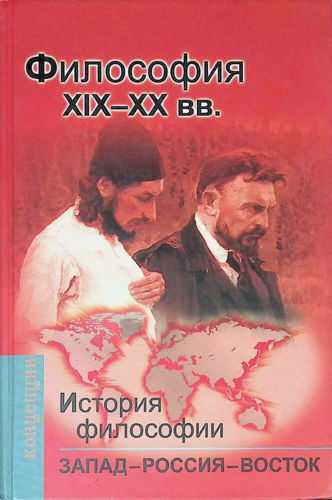 Философия
XIX–XX вв.
концепции
История
философии
ЗАПАД–РОССИЯ–ВОСТОК